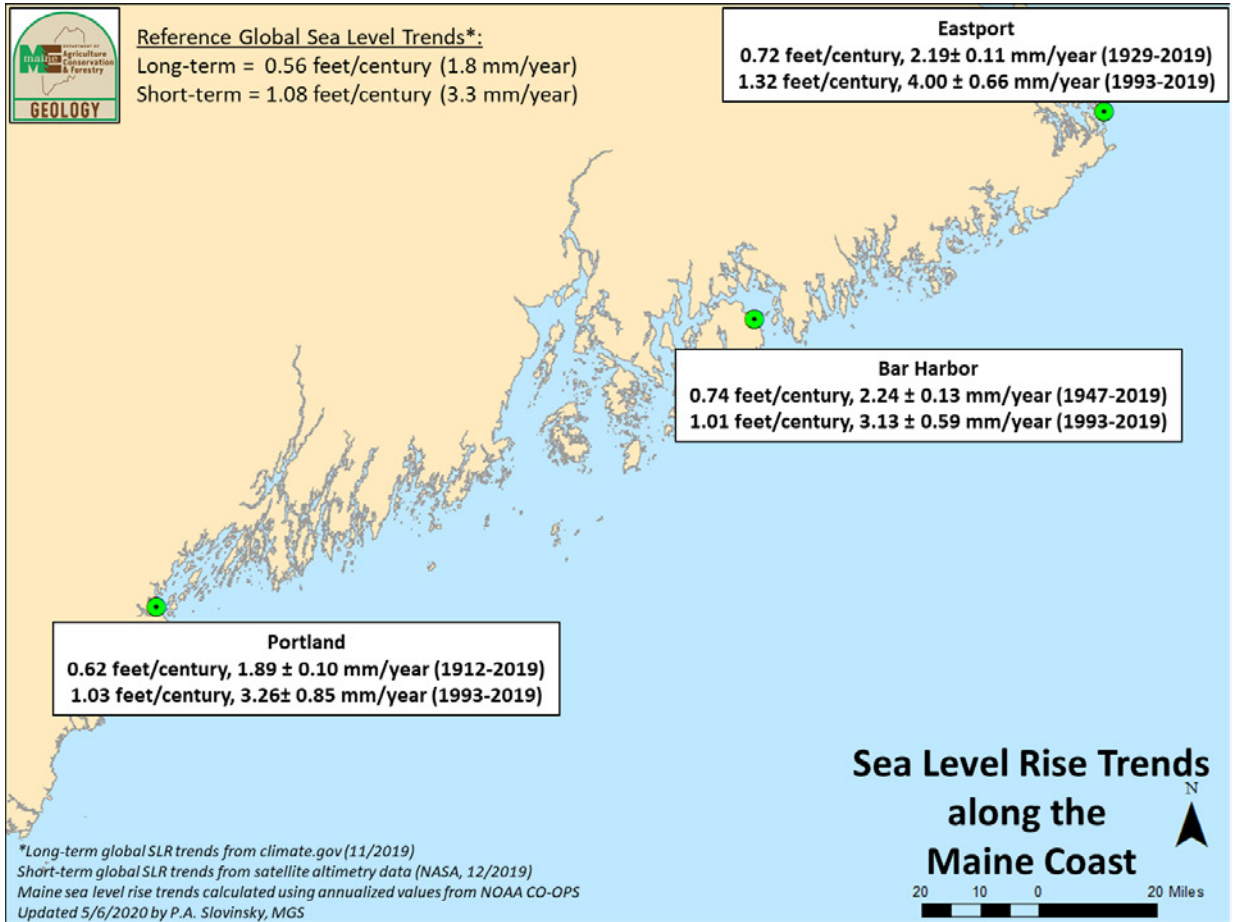 DEPARTMENT OF
maine
Agriculture
Conservation
& Forestry
GEOLOGY
Reference Global Sea Level Trends*:
Long-term = 0.56 feet/century (1.8 mm/year)
Short-term = 1.08 feet/century (3.3 mm/year)
Eastport
0.72 feet/century, 2.19± 0.11 mm/year (1929-2019)
1.32 feet/century, 4.00 ± 0.66 mm/year (1993-2019)
Bar Harbor
0.74 feet/century, 2.24 ± 0.13 mm/year (1947-2019)
1.01 feet/century, 3.13 ± 0.59 mm/year (1993-2019)
Portland
0.62 feet/century, 1.89 ± 0.10 mm/year (1912-2019)
1.03 feet/century, 3.26± 0.85 mm/year (1993-2019)
Sea Level Rise Trends
along the
Maine Coast
N
20 10 0 20 Miles
*Long-term global SLR trends from climate.gov (11/2019)
Short-term global SLR trends from satellite altimetry data (NASA, 12/2019)
Maine sea level rise trends calculated using annualized values from NOAA CO-OPS
Updated 5/6/2020 by P.A. Slovinsky, MGS